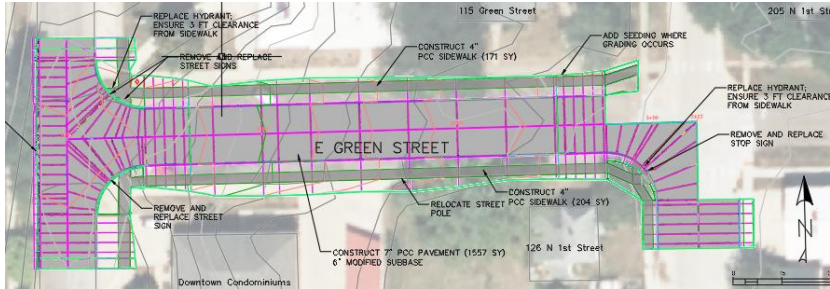 115 Green Street
205 N 1st St
REPLACE HYDRANT;
ENSURE 3 FT CLEARANCE
FROM SIDEWALK
REMOVE AND REPLACE
STREET SIGNS
CONSTRUCT 4"
PCC SIDEWALK (171 SY)
ADD SEEDING WHERE
GRADING OCCURS
REPLACE HYDRANT;
ENSURE 3 FT CLEARANCE
FROM SIDEWALK
REMOVE AND REPLACE
STOP SIGN
E GREEN STREET
REMOVE AND
REPLACE STREET
SIGN
RELOCATE STREET
POLE
CONSTRUCT 4"
PCC SIDEWALK (204 SY)
CONSTRUCT 7" PCC PAVEMENT (1557 SY)
6" MODIFIED SUBBASE
126 N 1st Street
Downtown Condominiums
N